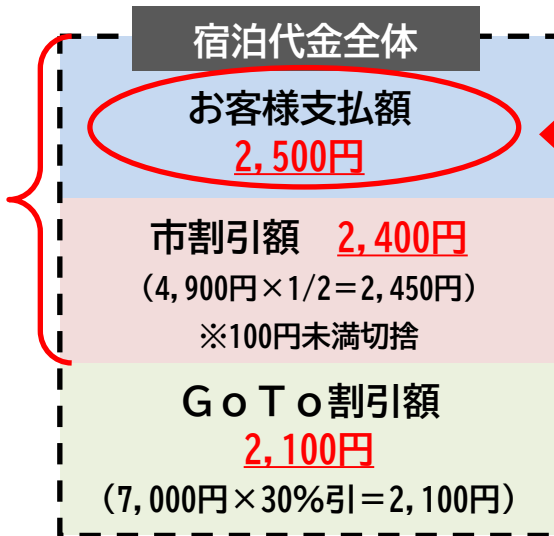 宿泊代金全体
お客様支払額
2,500円
市割引額　2,400円
（4,900円×1/2＝2,450円）
※100円未満切捨
ＧｏＴｏ割引額
2,100円
（7,000円×30%引＝2,100円）